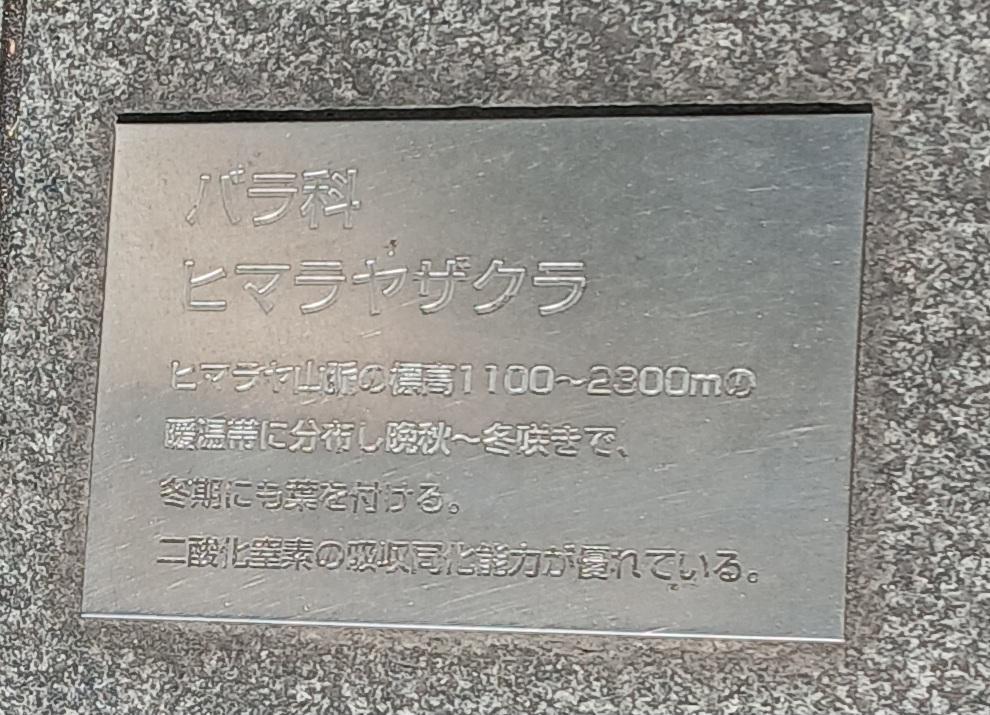 バラ科
ヒマラヤザクラ
ヒマラヤ山脈の標高1100～2300mの
暖温帯に分布し晩秋～冬咲きで、
冬期にも葉を付ける。
二酸化窒素の吸収同化能力が優れている。